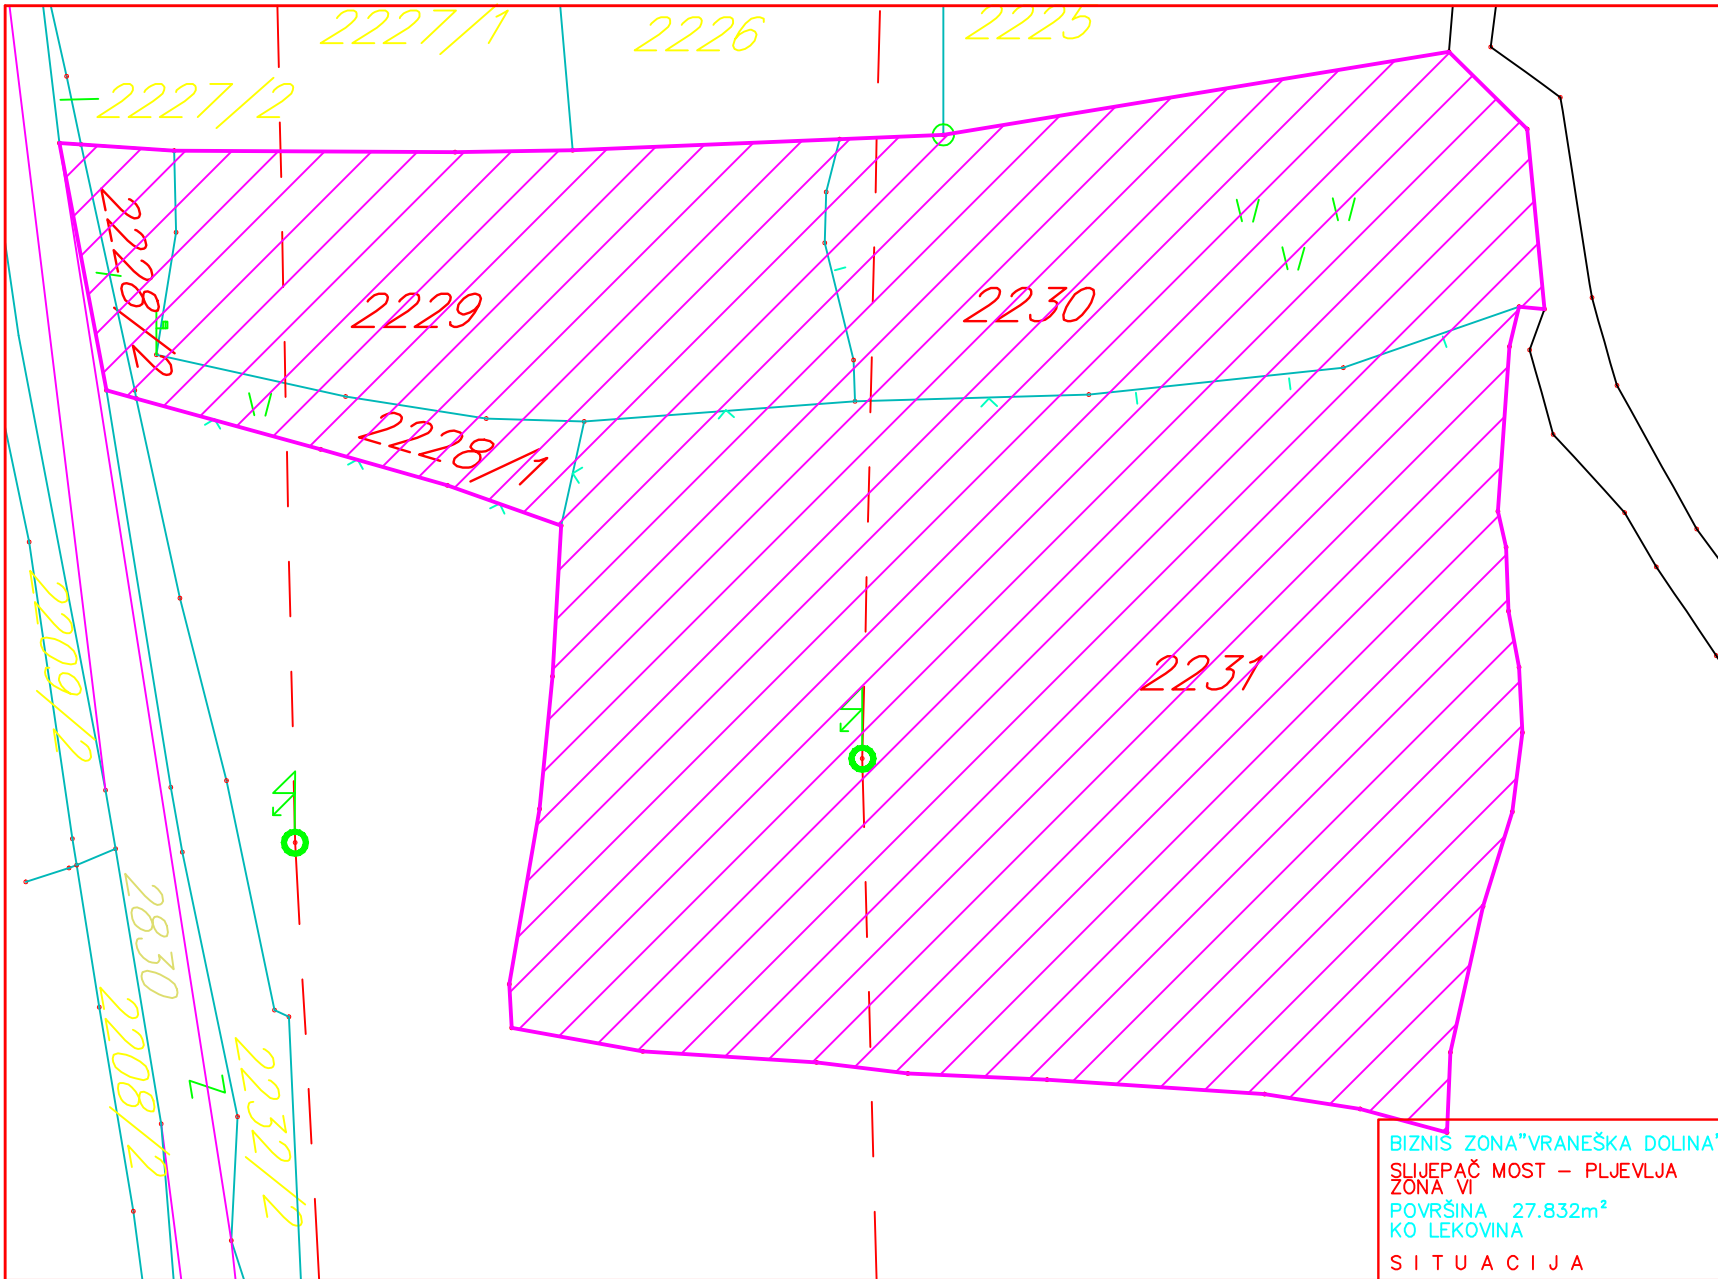 2227/1
2226
2225
2227/2
2228/2
2229
2230
2228/1
2209/2
2231
2830
2208/2
2232/2
BIZNIS ZONA"VRANEŠKA DOLINA"
SLIJEPAČ MOST – PLJEVLJA
ZONA VI
POVRŠINA 27.832m²
KO LEKOVINA
S I T U A C I J A